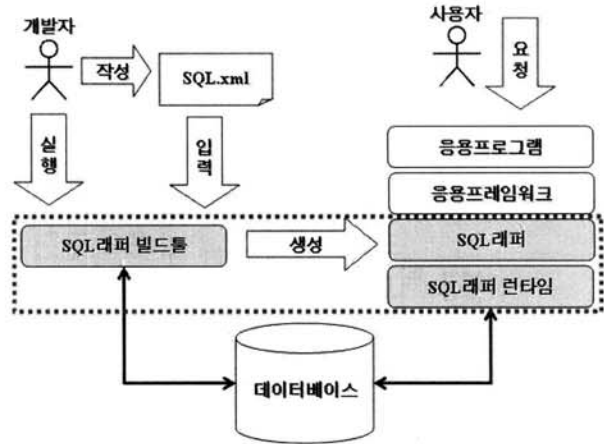 개발자
사용자
작성
SQL.xml
요청
실행
입력
응용프로그램
응용프레임워크
SQL래퍼 빌드툴
생성
SQL래퍼
SQL래퍼 런타임
데이터베이스